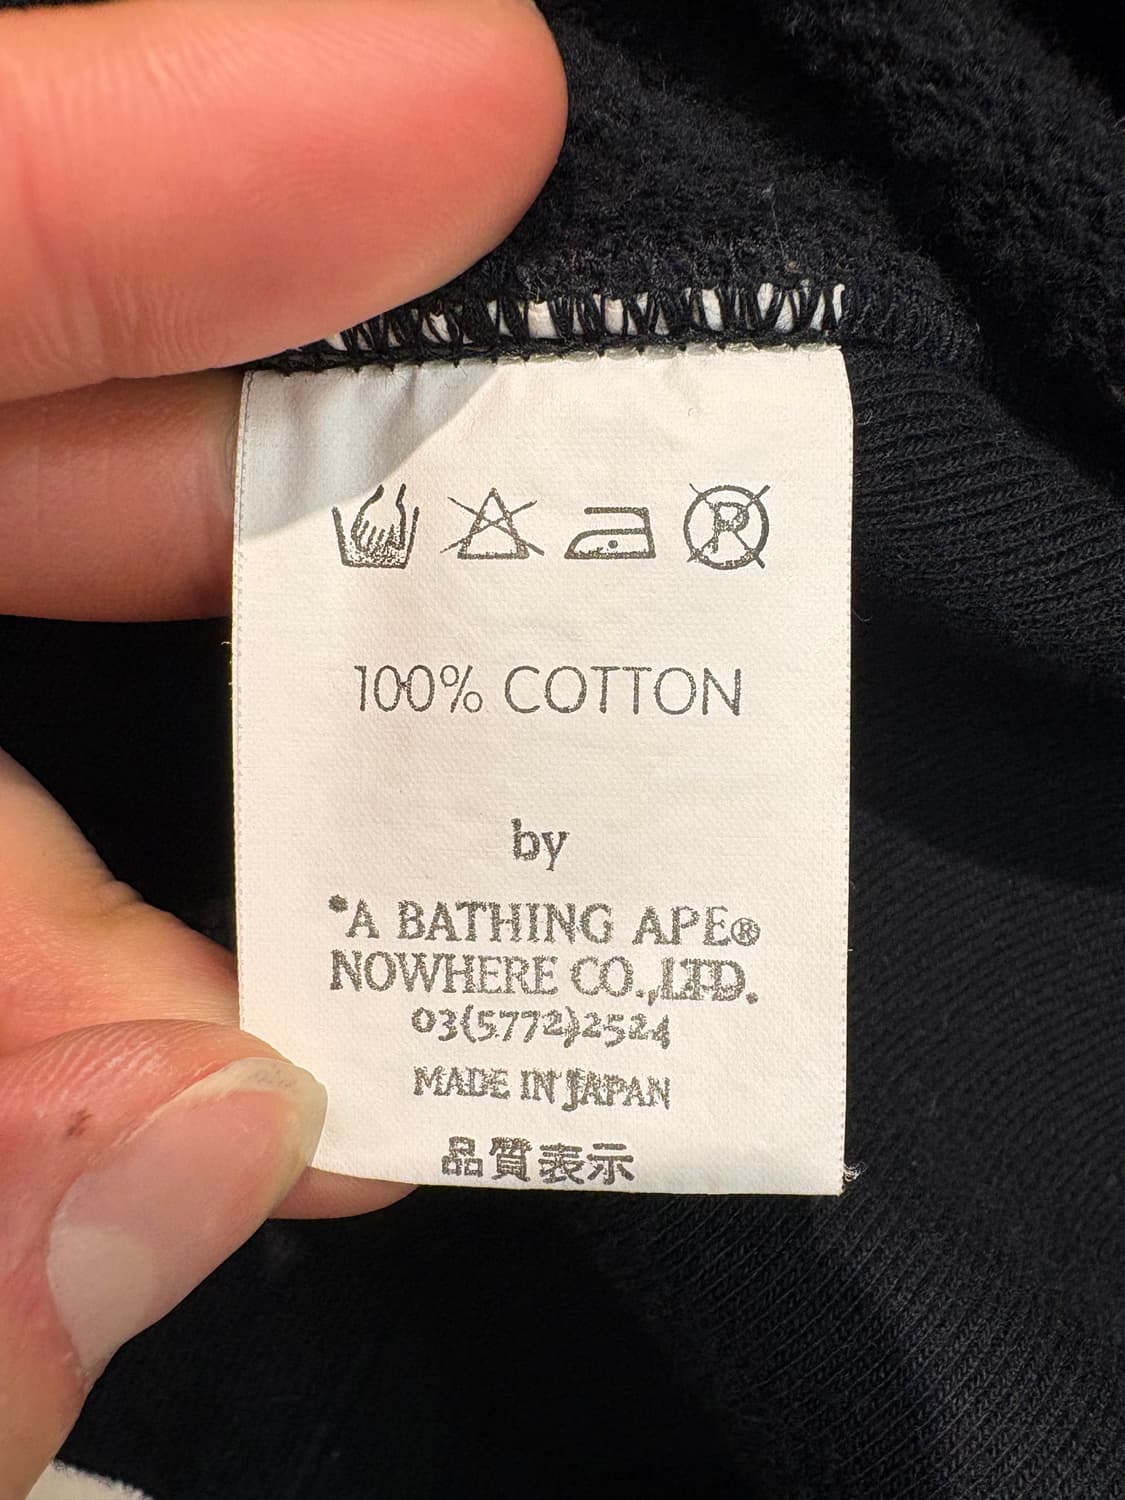 P
100% COTTON
by
*A BATHING APE®
NOWHERE CO.,LTD.
03(5772)2524
MADE IN JAPAN
品質表示